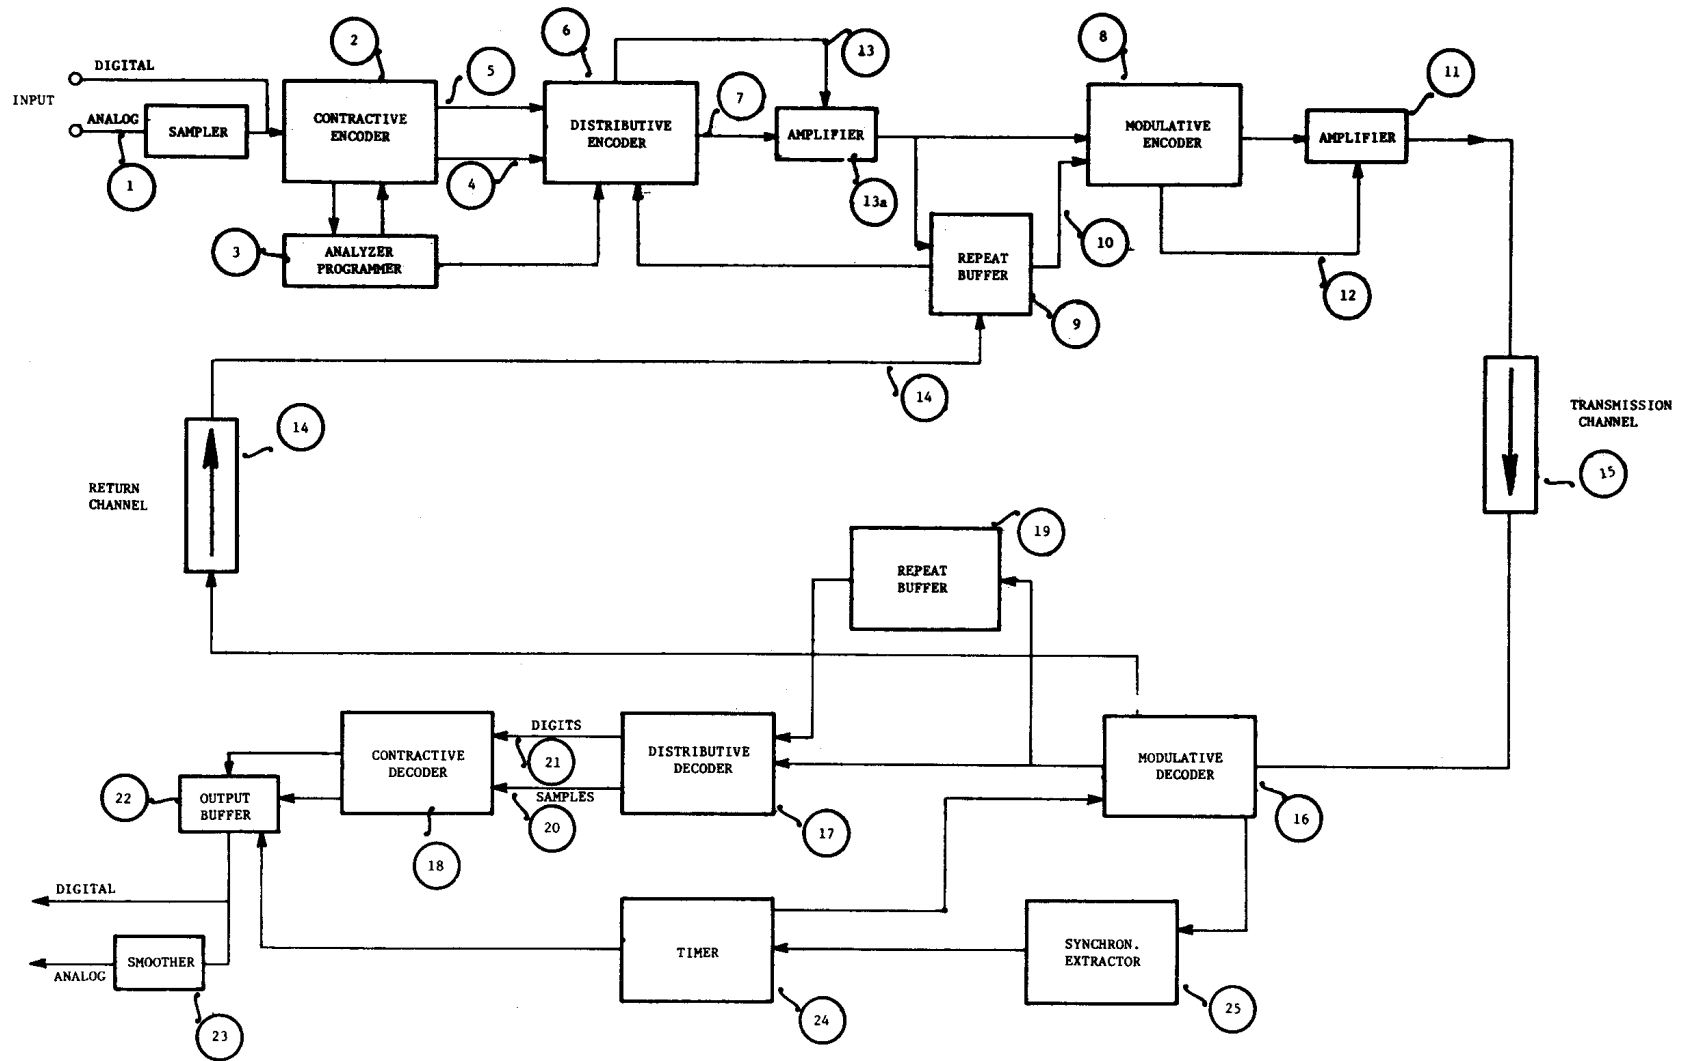 2
6
13
8
11
DIGITAL
5
INPUT
ANALOG
SAMPLER
CONTRACTIVE
ENCODER
DISTRIBUTIVE
ENCODER
7
AMPLIFIER
MODULATIVE
ENCODER
AMPLIFIER
1
4
13a
3
ANALYZER
PROGRAMMER
REPEAT
BUFFER
10
12
9
14
14
TRANSMISSION
CHANNEL
15
RETURN
CHANNEL
19
REPEAT
BUFFER
DIGITS
21
SAMPLES
20
CONTRACTIVE
DECODER
DISTRIBUTIVE
DECODER
MODULATIVE
DECODER
22
OUTPUT
BUFFER
18
17
16
DIGITAL
ANALOG
SMOOTHER
TIMER
SYNCHRON.
EXTRACTOR
23
24
25